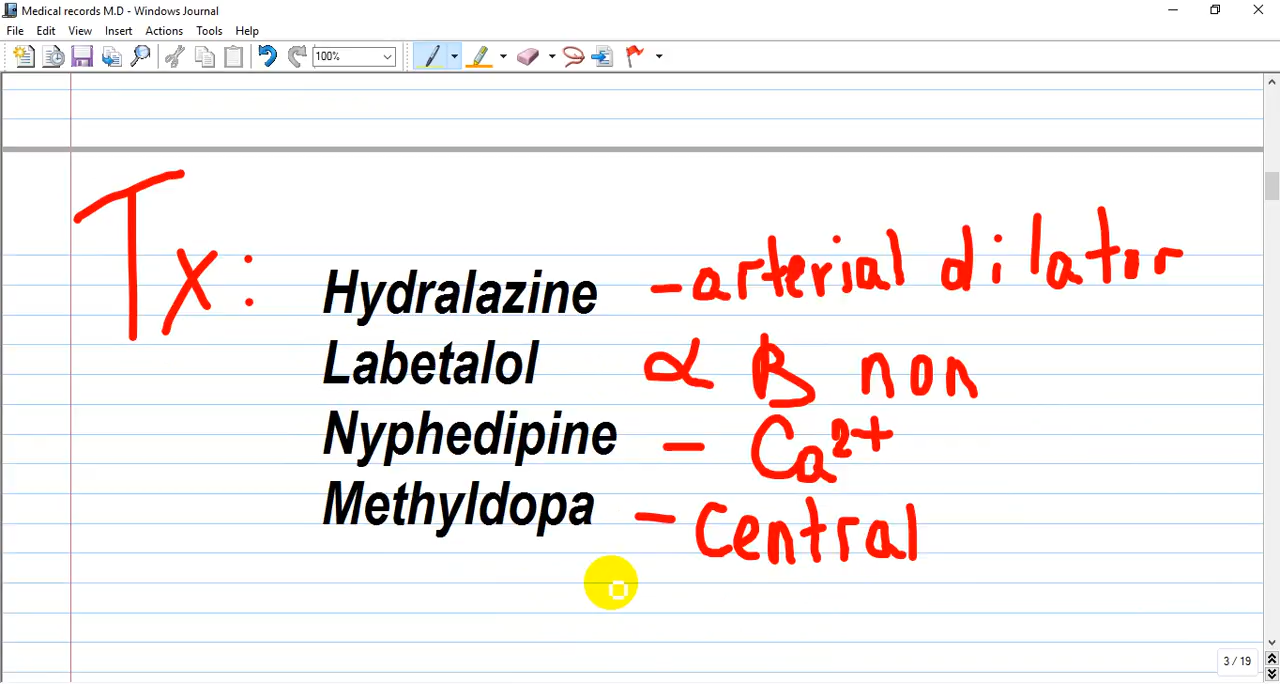 Medical records M.D - Windows Journal
File Edit View Insert Actions Tools Help
100%
Tx:
Hydralazine - arterial dilator
Labetalol α B non
Nyphedipine - Ca2+
Methyldopa - Central
3 / 19